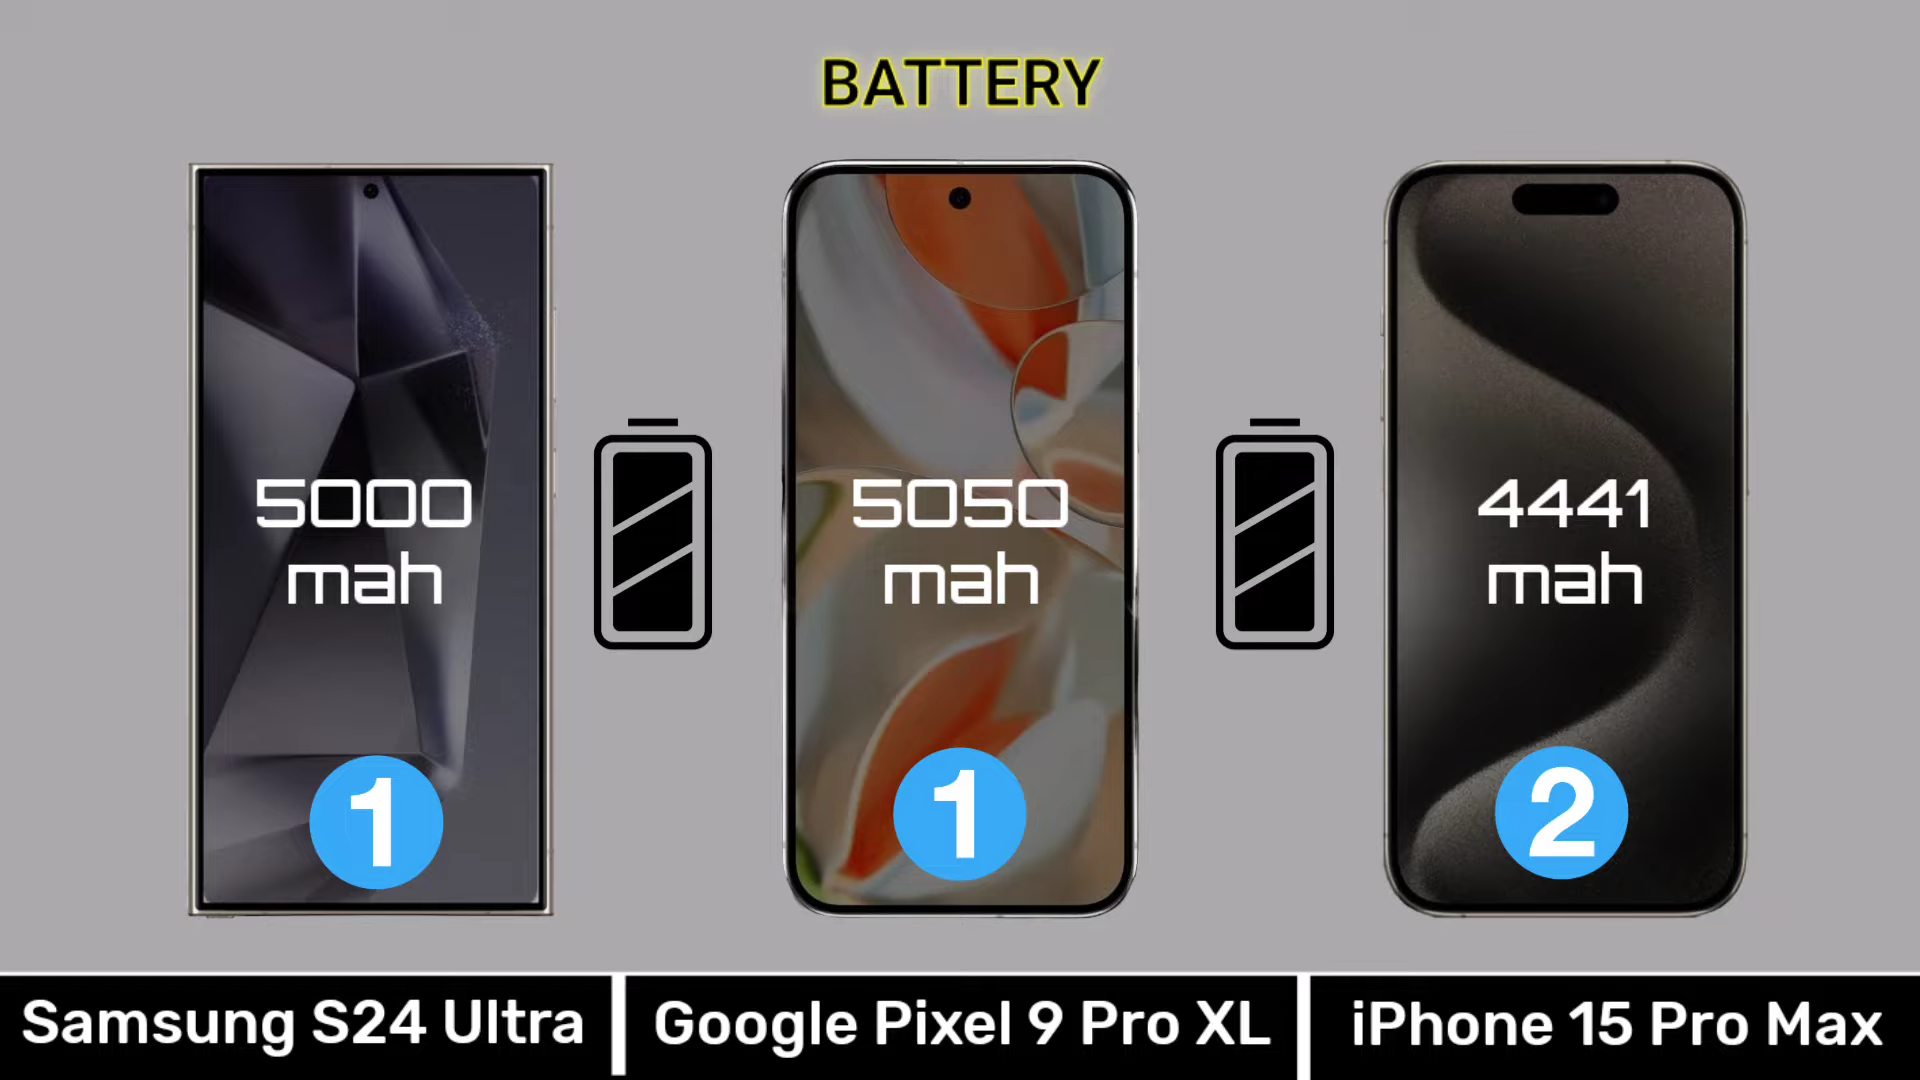 BATTERY
5000
mah
5050
mah
4441
mah
1
1
2
Samsung S24 Ultra
Google Pixel 9 Pro XL
iPhone 15 Pro Max